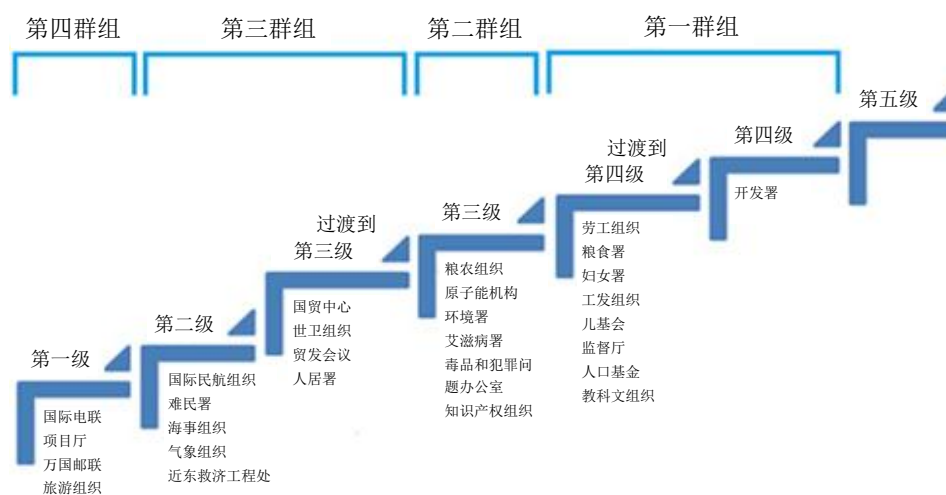 第四群组
第三群组
第二群组
第一群组
第一级
国际电联
项目厅
万国邮联
旅游组织
第二级
国际民航组织
难民署
海事组织
气象组织
近东救济工程处
过渡到
第三级
国贸中心
世卫组织
贸发会议
人居署
第三级
粮农组织
原子能机构
环境署
艾滋病署
毒品和犯罪问
题办公室
知识产权组织
过渡到
第四级
劳工组织
粮食署
妇女署
工发组织
儿基会
监督厅
人口基金
教科文组织
第四级
开发署
第五级